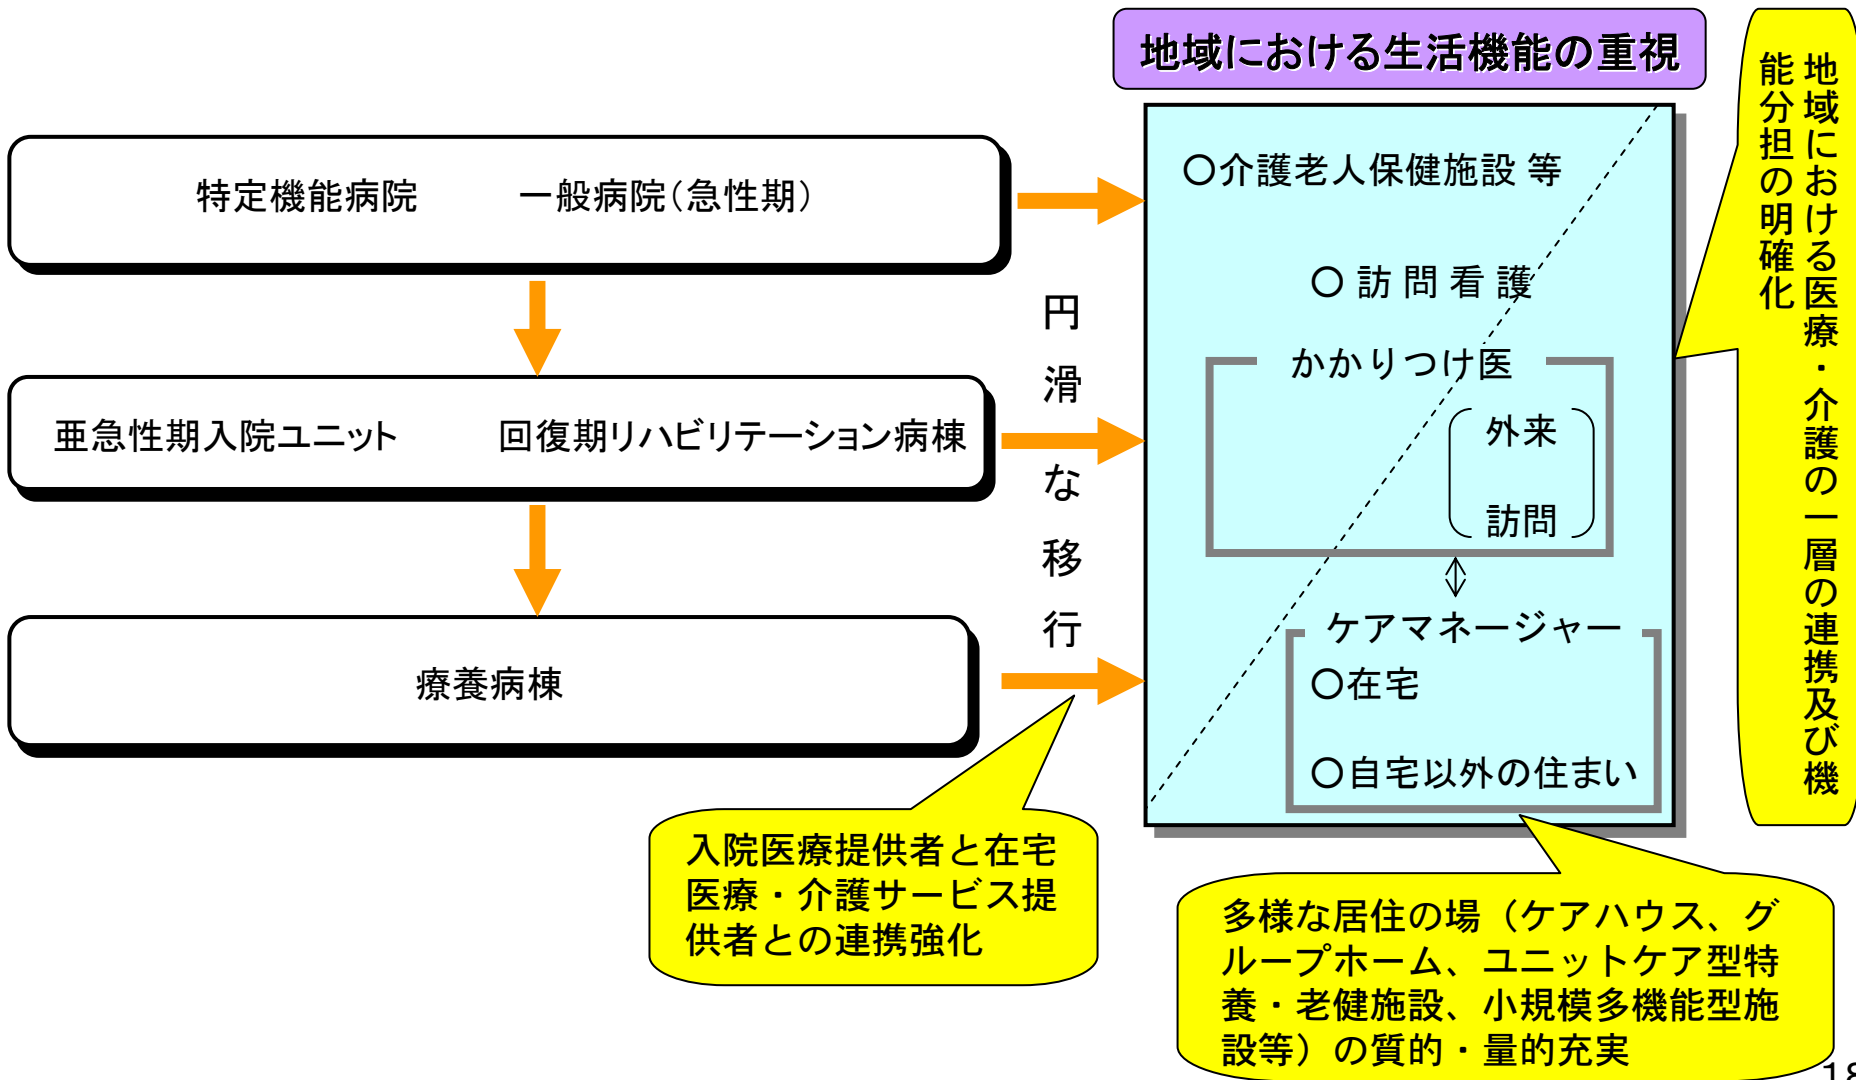 地域における生活機能の重視
特定機能病院　　一般病院（急性期）
亜急性期入院ユニット　　回復期リハビリテーション病棟
療養病棟
円滑な移行
○介護老人保健施設 等
○ 訪 問 看 護
かかりつけ医
外来
訪問
ケアマネージャー
○在宅
○自宅以外の住まい
地域における医療・介護の一層の連携及び機
能分担の明確化
入院医療提供者と在宅
医療・介護サービス提
供者との連携強化
多様な居住の場（ケアハウス、グ
ループホーム、ユニットケア型特
養・老健施設、小規模多機能型施
設等）の質的・量的充実
18